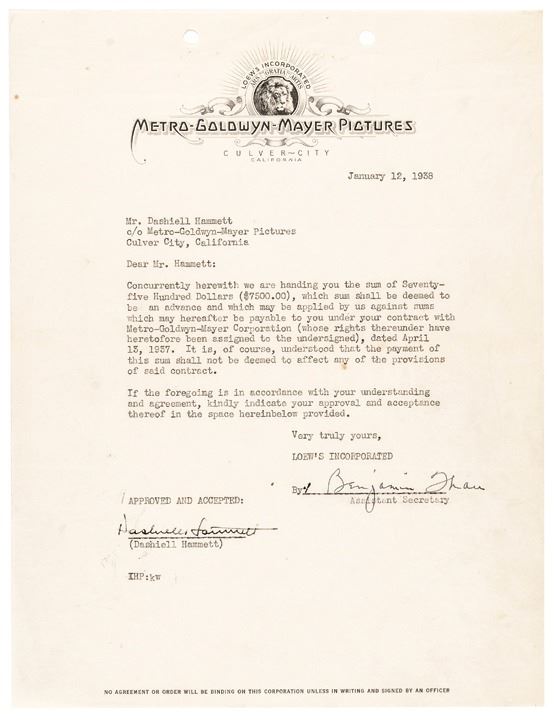 LOEW'S INCORPORATED
ARS GRATIA ARTIS
METRO-GOLDWYN-MAYER PICTURES
CULVER-CITY
CALIFORNIA
January 12, 1938
Mr. Dashiell Hammett
c/o Metro-Goldwyn-Mayer Pictures
Culver City, California
Dear Mr. Hammett:
Concurrently herewith we are handing you the sum of Seventy-
five Hundred Dollars ($7500.00), which sum shall be deemed to
be an advance and which may be applied by us against sums
which may hereafter be payable to you under your contract with
Metro-Goldwyn-Mayer Corporation (whose rights thereunder have
heretofore been assigned to the undersigned), dated April
13, 1937. It is, of course, understood that the payment of
this sum shall not be deemed to affect any of the provisions
of said contract.
If the foregoing is in accordance with your understanding
and agreement, kindly indicate your approval and acceptance
thereof in the space hereinbelow provided.
Very truly yours,
LOEW'S INCORPORATED
By Benjamin Thau
Assistant Secretary
APPROVED AND ACCEPTED:
Dashiell Hammett
(Dashiell Hammett)
XHP:kw
NO AGREEMENT OR ORDER WILL BE BINDING ON THIS CORPORATION UNLESS IN WRITING AND SIGNED BY AN OFFICER